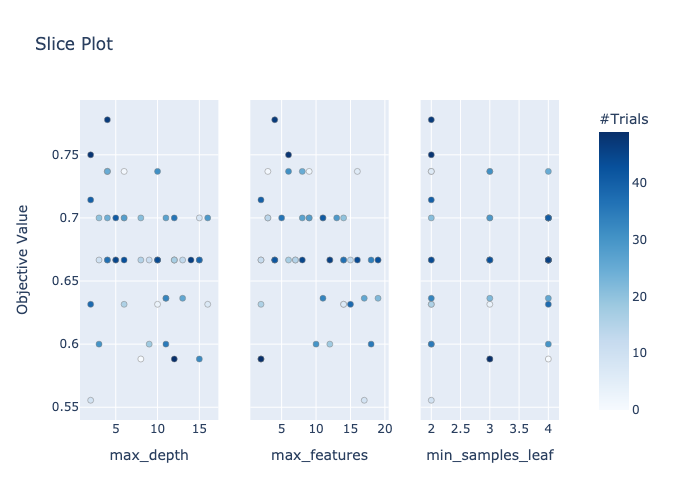 Slice Plot
#Trials
0.75
0.7
0.65
0.6
0.55
Objective Value
5 10 15
5 10 15 20
2 2.5 3 3.5 4
max_depth
max_features
min_samples_leaf
40
30
20
10
0